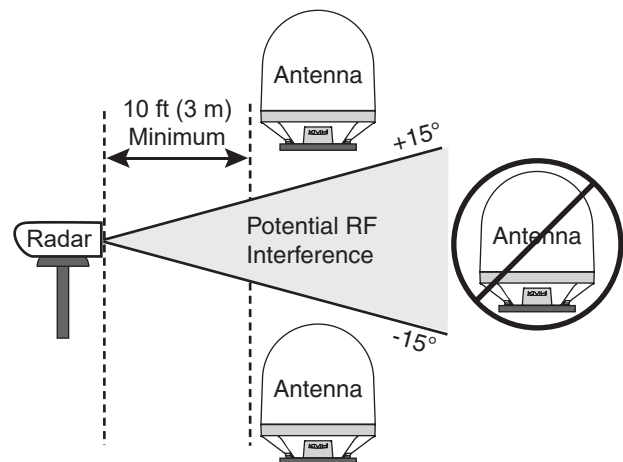 Antenna
10 ft (3 m)
Minimum
+15°
Radar
Potential RF
Interference
Antenna
-15°
Antenna